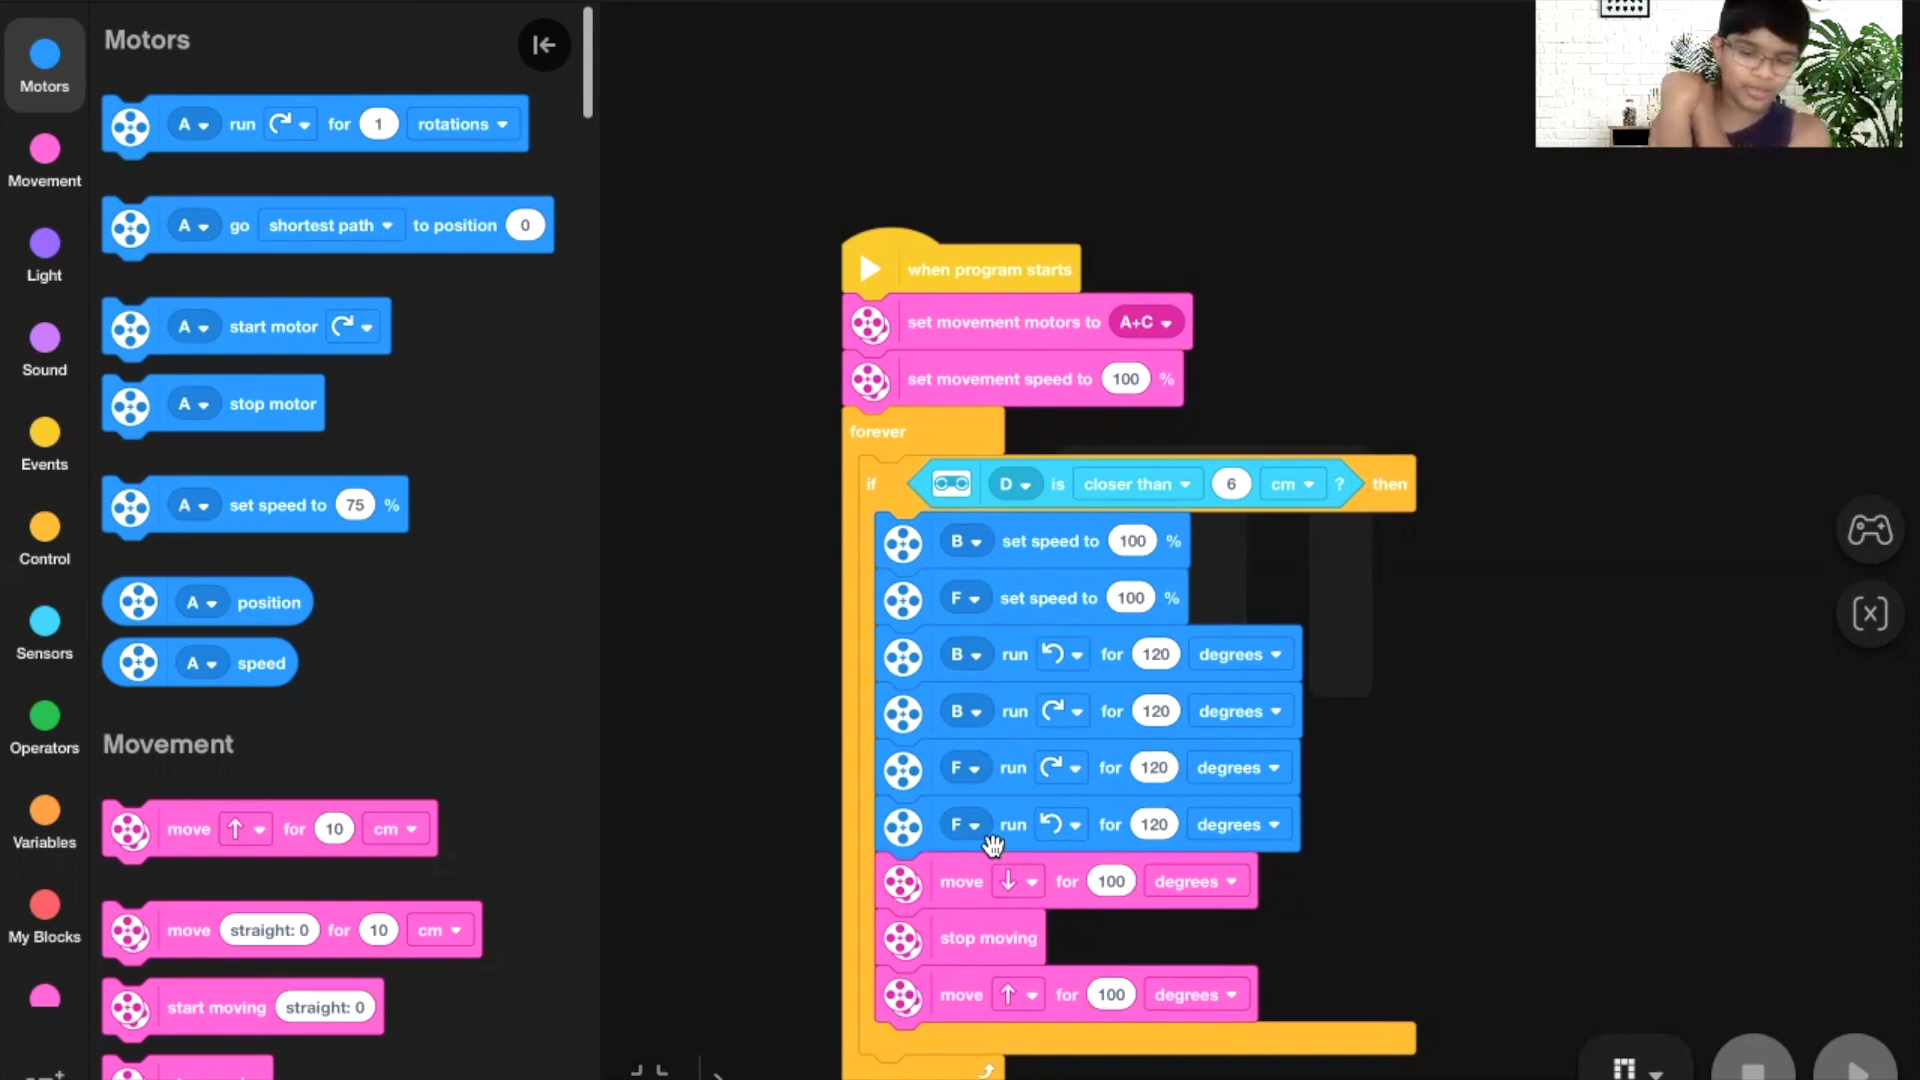 Motors
Movement
Light
Sound
Events
Control
Sensors
Operators
Variables
My Blocks
Motors
A run for 1 rotations
A go shortest path to position 0
A start motor
A stop motor
A set speed to 75 %
A position
A speed
Movement
move for 10 cm
move straight: 0 for 10 cm
start moving straight: 0
when program starts
set movement motors to A+C
set movement speed to 100 %
forever
if D is closer than 6 cm ? then
B set speed to 100 %
F set speed to 100 %
B run for 120 degrees
B run for 120 degrees
F run for 120 degrees
F run for 120 degrees
move for 100 degrees
stop moving
move for 100 degrees